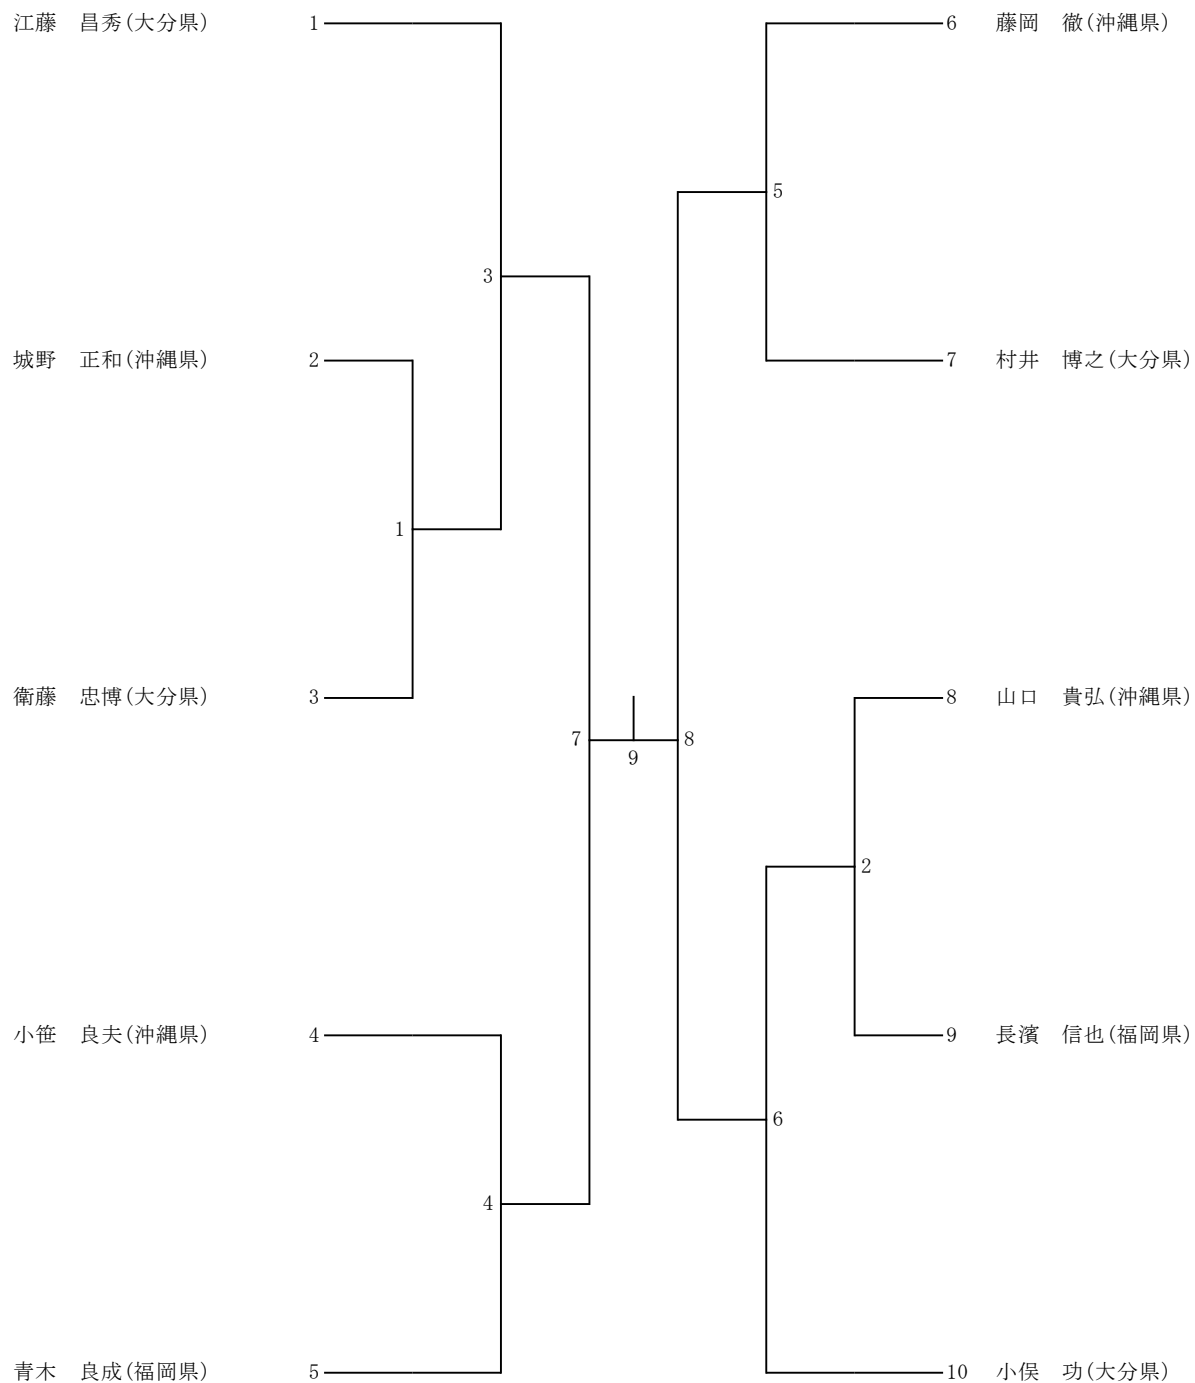 江藤　昌秀(大分県)　1
6　藤岡　徹(沖縄県)
5
3
城野　正和(沖縄県)　2
7　村井　博之(大分県)
1
衛藤　忠博(大分県)　3
8　山口　貴弘(沖縄県)
7
8
9
2
小笹　良夫(沖縄県)　4
9　長濱　信也(福岡県)
6
4
青木　良成(福岡県)　5
10　小俣　功(大分県)